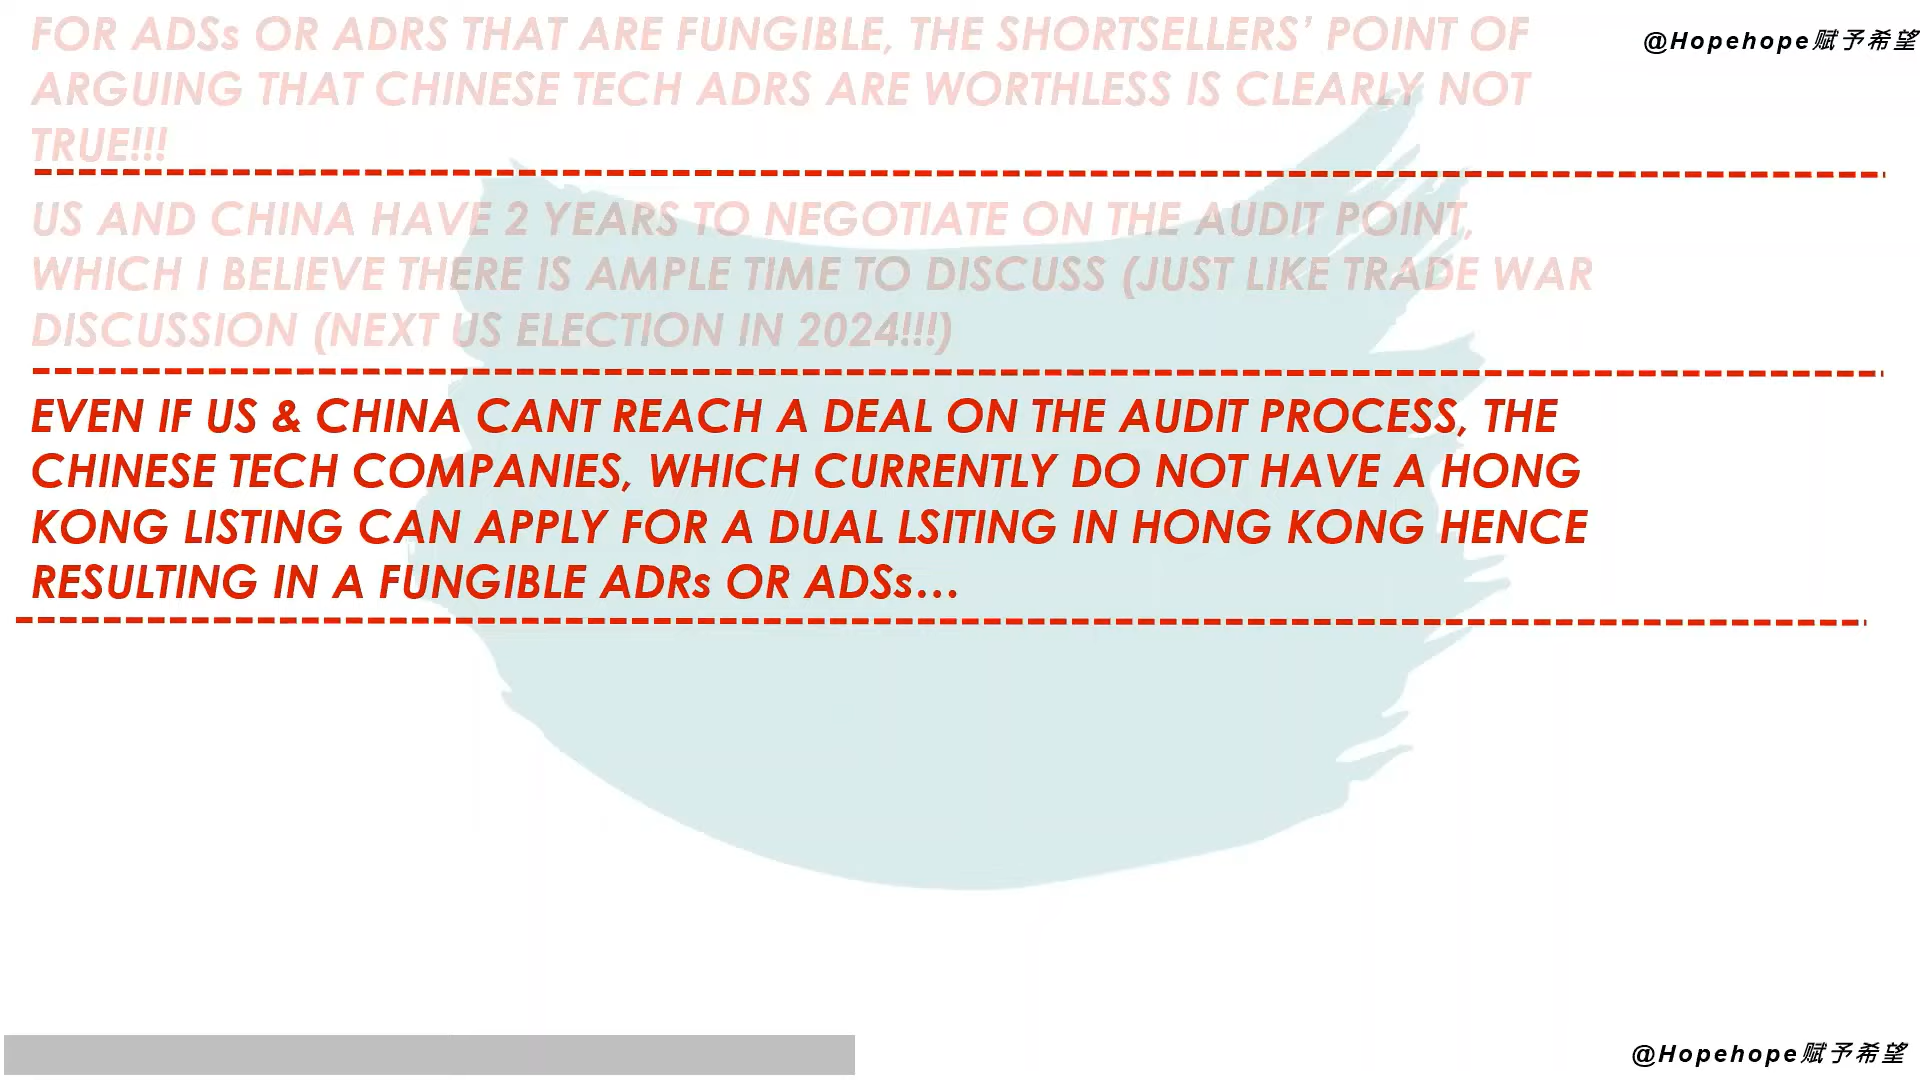 FOR ADSs OR ADRS THAT ARE FUNGIBLE, THE SHORTSELLERS’ POINT OF
ARGUING THAT CHINESE TECH ADRS ARE WORTHLESS IS CLEARLY NOT
TRUE!!!
@Hopehope赋予希望
US AND CHINA HAVE 2 YEARS TO NEGOTIATE ON THE AUDIT POINT,
WHICH I BELIEVE THERE IS AMPLE TIME TO DISCUSS (JUST LIKE TRADE WAR
DISCUSSION (NEXT US ELECTION IN 2024!!!)
EVEN IF US & CHINA CANT REACH A DEAL ON THE AUDIT PROCESS, THE
CHINESE TECH COMPANIES, WHICH CURRENTLY DO NOT HAVE A HONG
KONG LISTING CAN APPLY FOR A DUAL LSITING IN HONG KONG HENCE
RESULTING IN A FUNGIBLE ADRs OR ADSs…
@Hopehope赋予希望